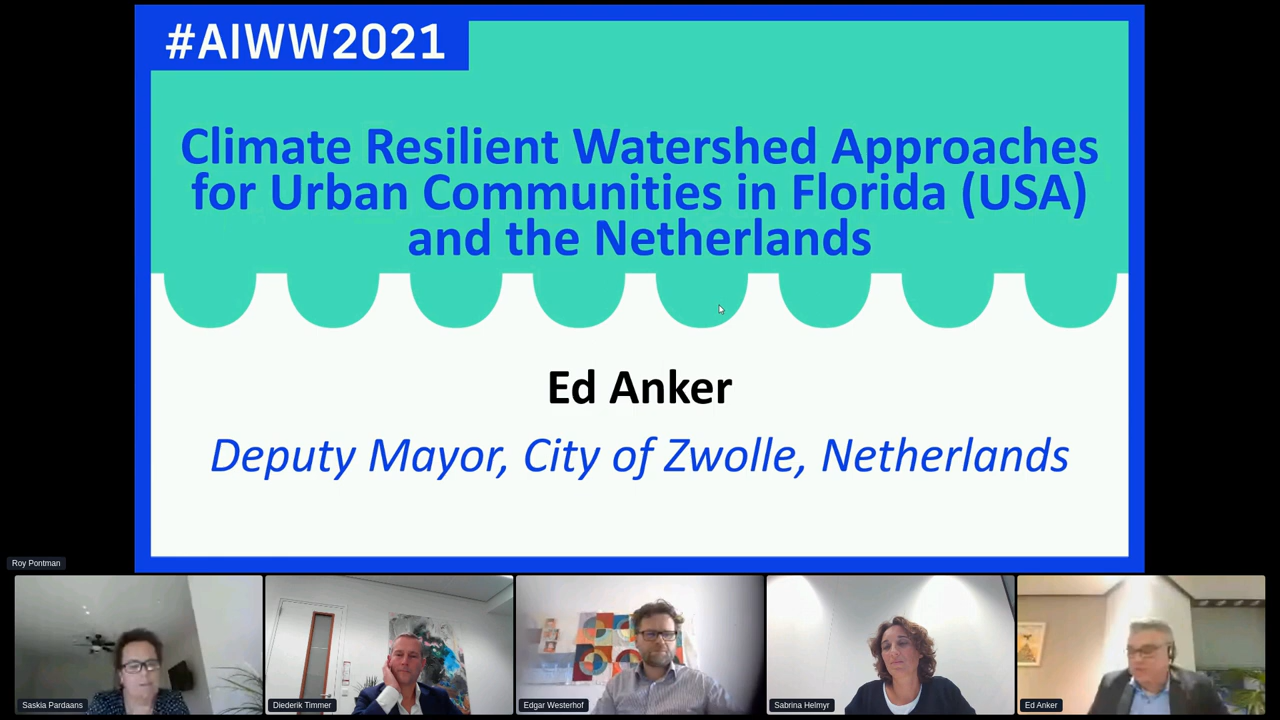 #AIWW2021
Climate Resilient Watershed Approaches
for Urban Communities in Florida (USA)
and the Netherlands
Ed Anker
Deputy Mayor, City of Zwolle, Netherlands
Roy Pontman
Saskia Pardaans
Diederik Timmer
Edgar Westerhof
Sabrina Helmyr
Ed Anker